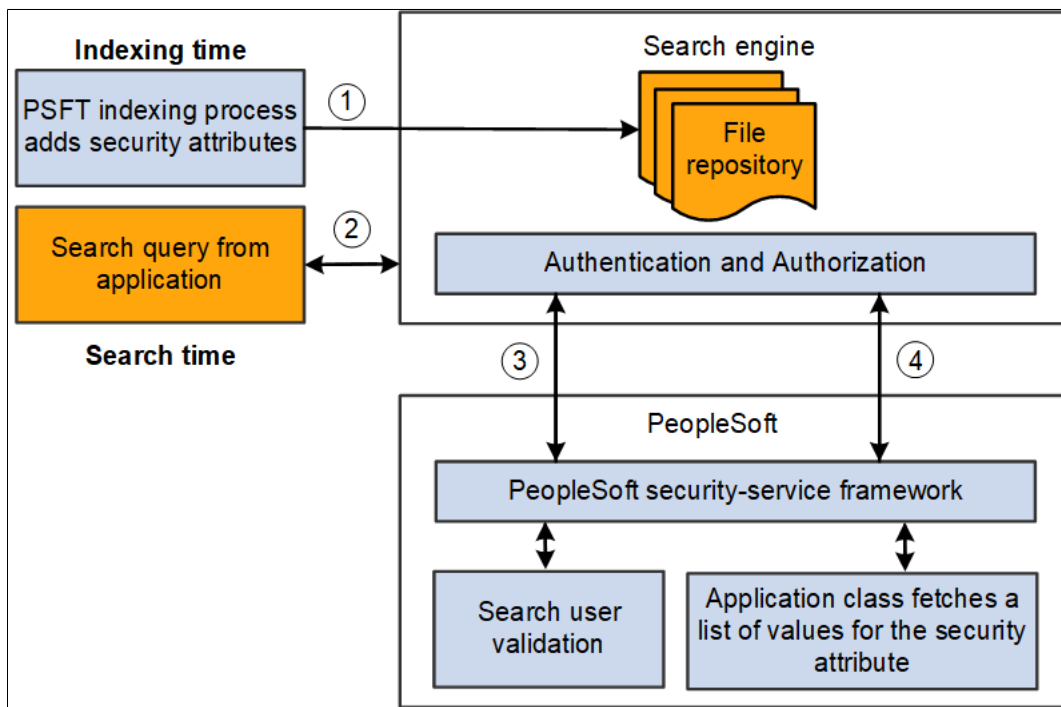 Indexing time
PSFT indexing process
adds security attributes
1
Search engine
File
repository
Search query from
application
2
Authentication and Authorization
Search time
3
4
PeopleSoft
PeopleSoft security-service framework
Search user
validation
Application class fetches a
list of values for the security
attribute